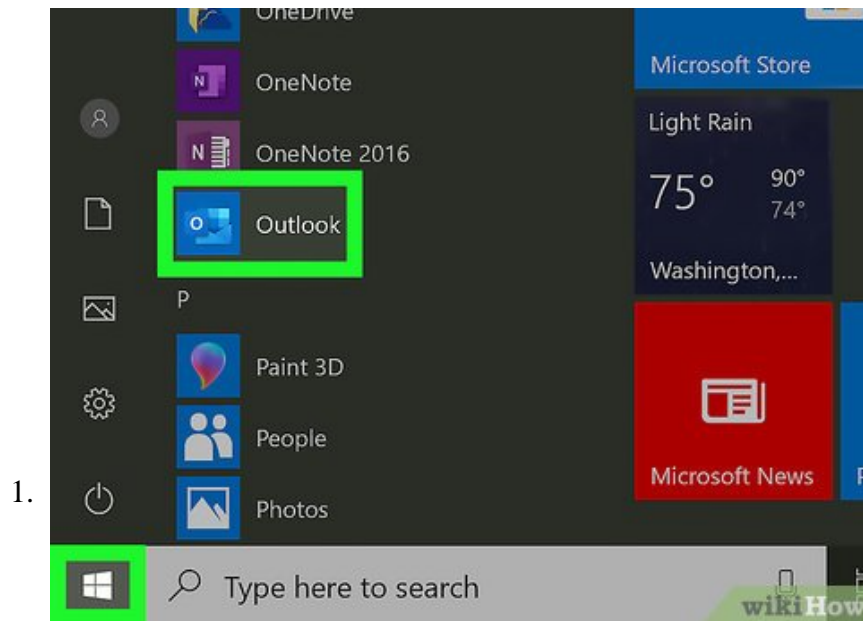 OneDrive
OneNote
OneNote 2016
Outlook
P
Paint 3D
People
Photos
Microsoft Store
Light Rain
75° 90°
74°
Washington,...
Microsoft News
P
1.
Type here to search
wikiHow